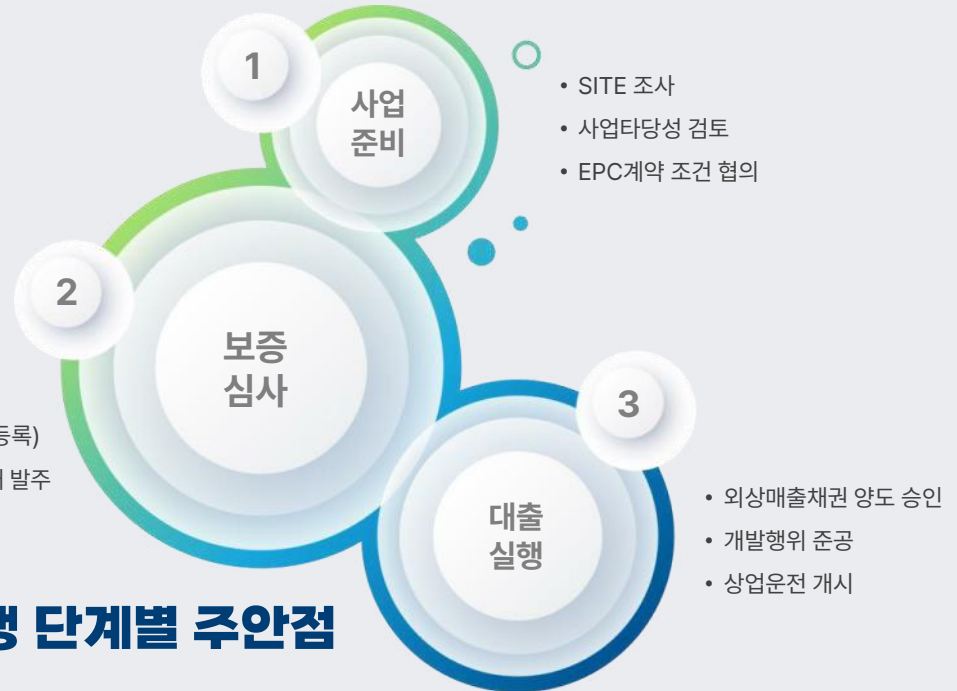 1
사업
준비
• SITE 조사
• 사업타당성 검토
• EPC계약 조건 협의
2
보증
심사
등록)
발주
3
대출
실행
• 외상매출채권 양도 승인
• 개발행위 준공
• 상업운전 개시
단계별 주안점